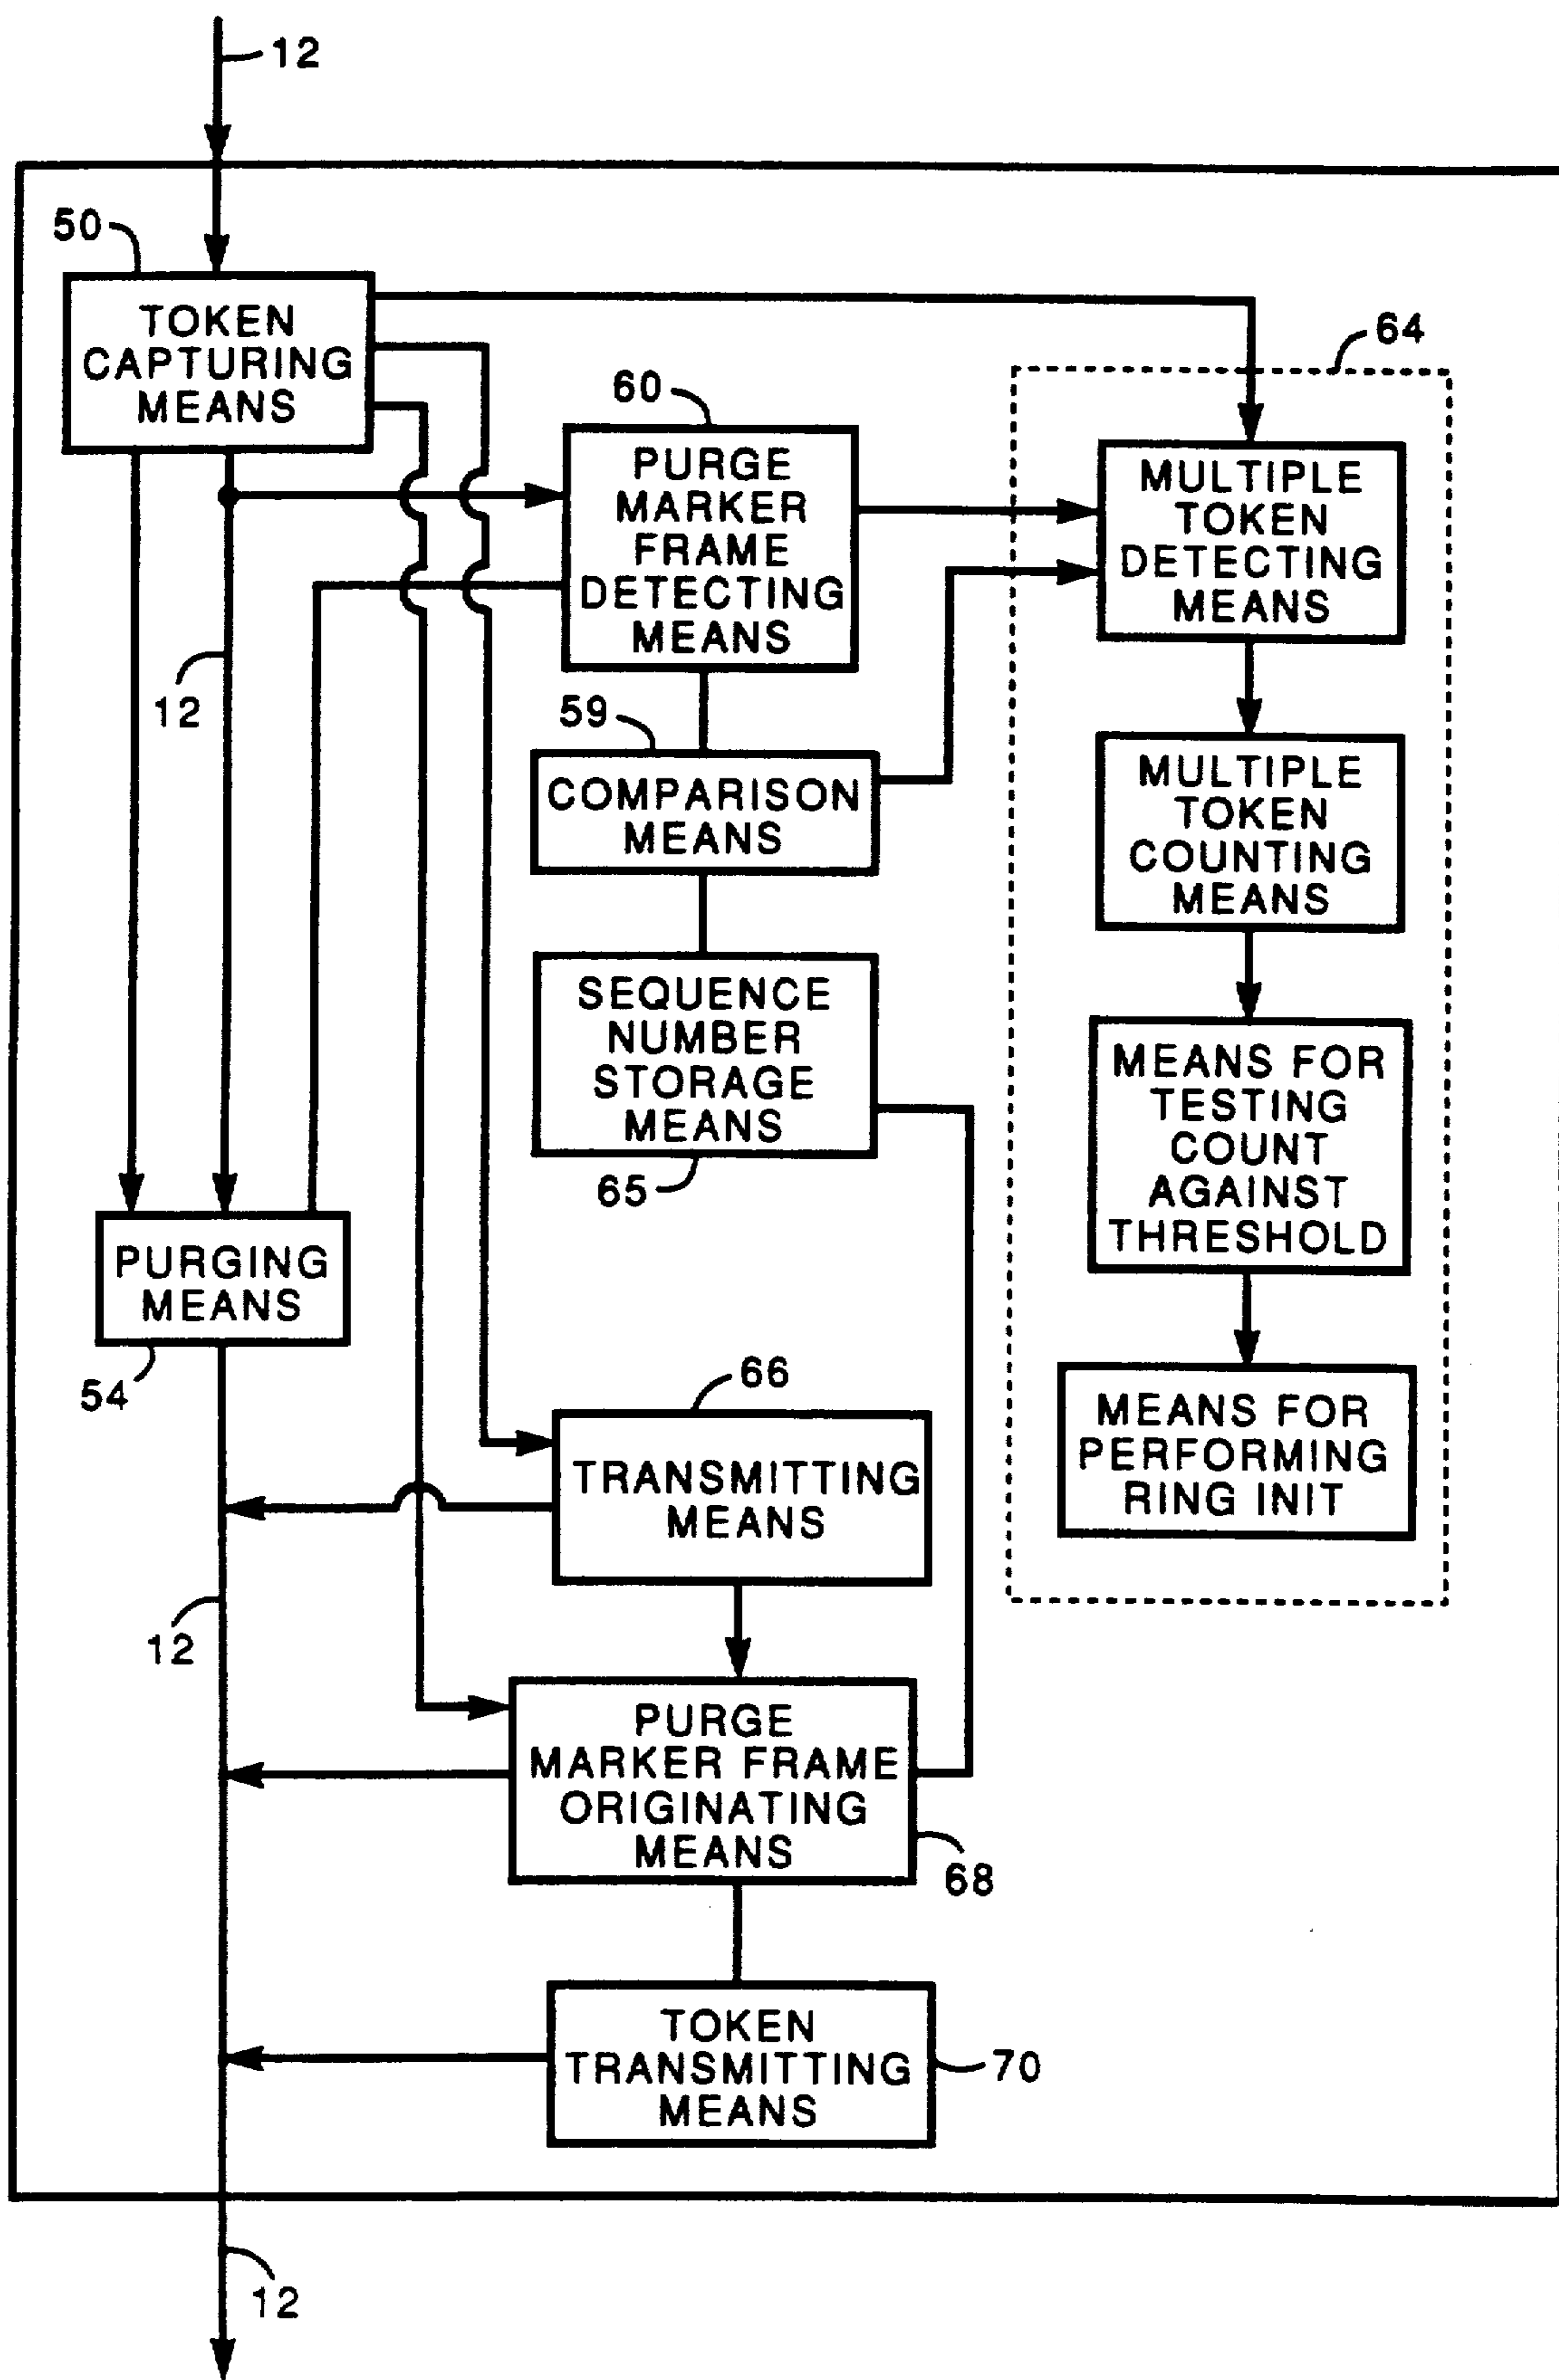 12
50
TOKEN
CAPTURING
MEANS
64
60
PURGE
MARKER
FRAME
DETECTING
MEANS
MULTIPLE
TOKEN
DETECTING
MEANS
12
59
COMPARISON
MEANS
MULTIPLE
TOKEN
COUNTING
MEANS
SEQUENCE
NUMBER
STORAGE
MEANS
65
MEANS FOR
TESTING
COUNT
AGAINST
THRESHOLD
PURGING
MEANS
54
66
TRANSMITTING
MEANS
MEANS FOR
PERFORMING
RING INIT
12
PURGE
MARKER FRAME
ORIGINATING
MEANS
68
TOKEN
TRANSMITTING
MEANS
70
12